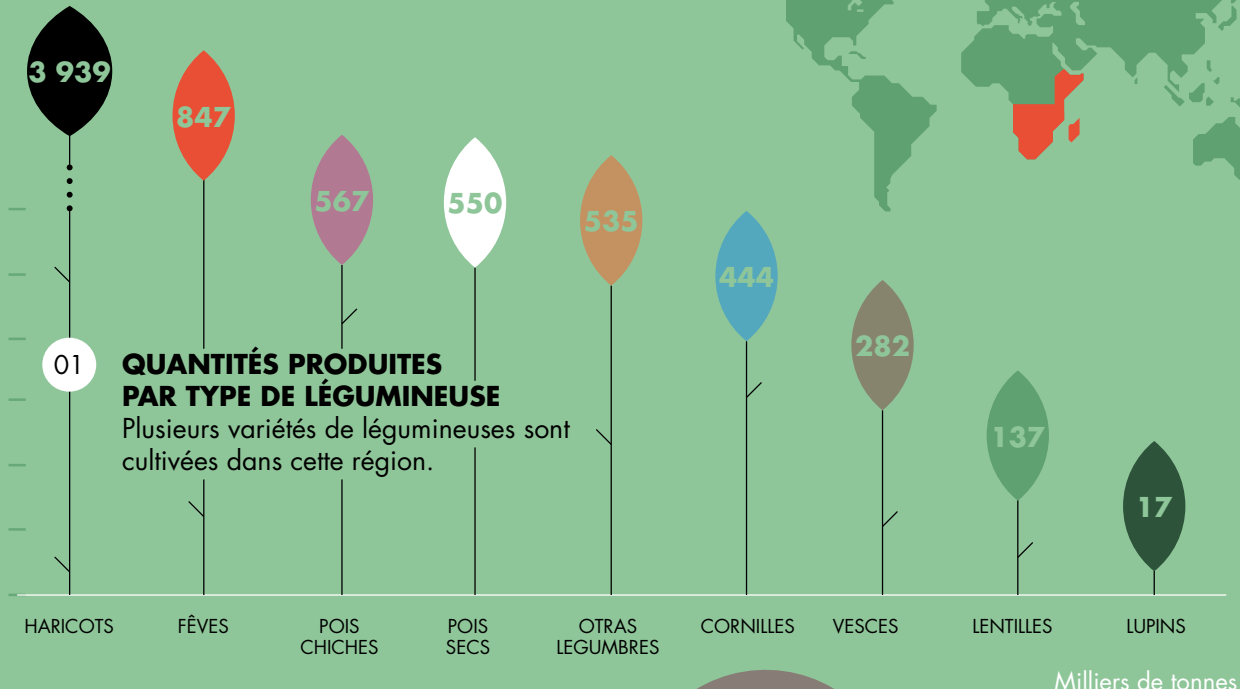 3 939
847
567
550
535
444
282
137
17
01
QUANTITÉS PRODUITES
PAR TYPE DE LÉGUMINEUSE
Plusieurs variétés de légumineuses sont
cultivées dans cette région.
HARICOTS
FÊVES
POIS
CHICHES
POIS
SECS
OTRAS
LEGUMBRES
CORNILLES
VESCES
LENTILLES
LUPINS
Milliers de tonnes